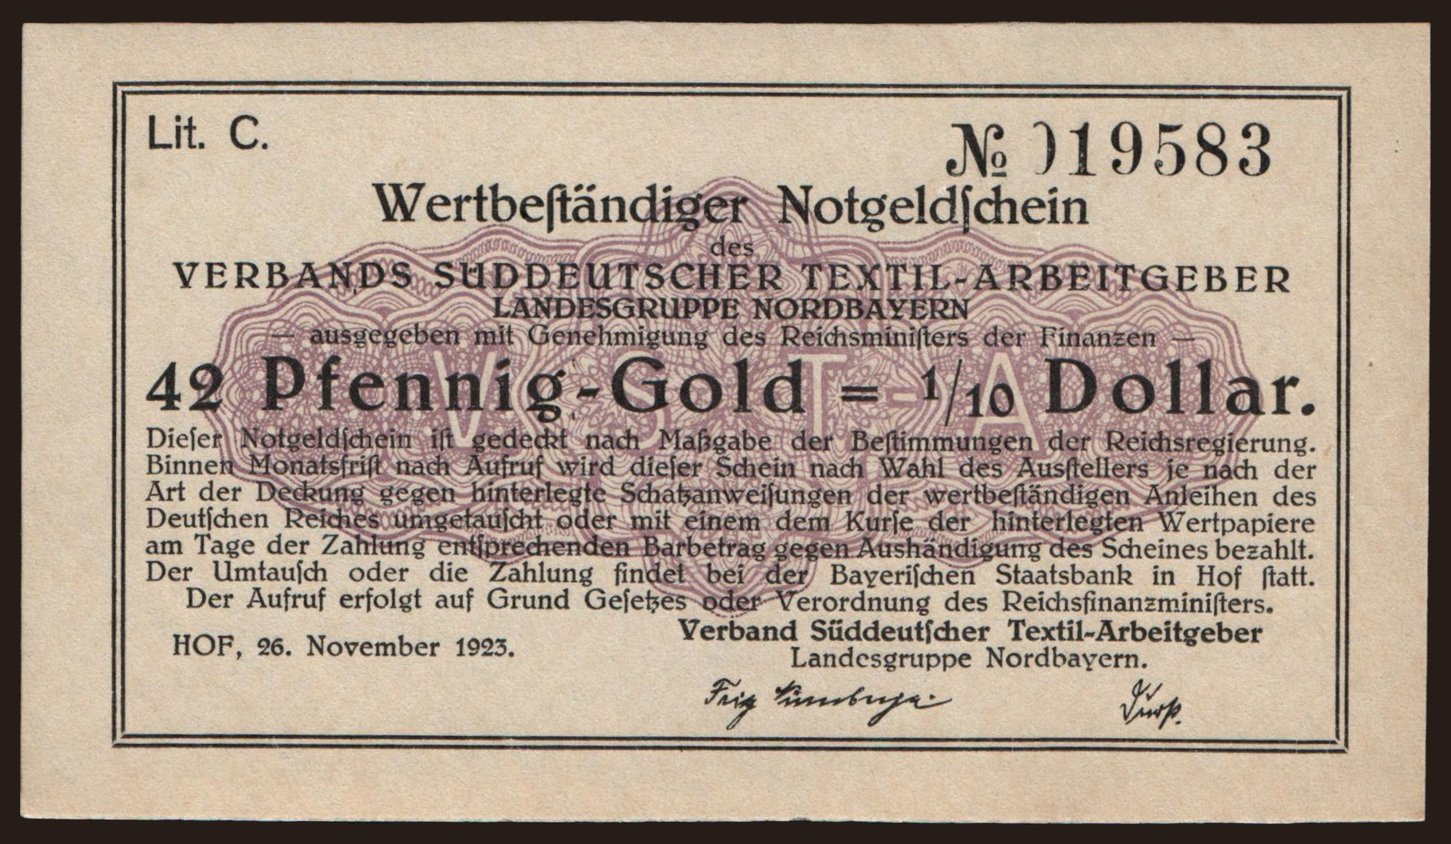 Lit. C.
№ 019583
Wertbeſtändiger Notgeldſchein
des
VERBANDS SÜDDEUTSCHER TEXTIL-ARBEITGEBER
LANDESGRUPPE NORDBAYERN
— ausgegeben mit Genehmigung des Reichsminiſters der Finanzen —
V S T A
42 Pfennig-Gold = 1/10 Dollar.
Dieſer Notgeldſchein iſt gedeckt nach Maßgabe der Beſtimmungen der Reichsregierung.
Binnen Monatsfriſt nach Aufruf wird dieſer Schein nach Wahl des Ausſtellers je nach der
Art der Deckung gegen hinterlegte Schatzanweiſungen der wertbeſtändigen Anleihen des
Deutſchen Reiches umgetauſcht oder mit einem dem Kurſe der hinterlegten Wertpapiere
am Tage der Zahlung entſprechenden Barbetrag gegen Aushändigung des Scheines bezahlt.
Der Umtauſch oder die Zahlung findet bei der Bayeriſchen Staatsbank in Hof ſtatt.
Der Aufruf erfolgt auf Grund Geſetzes oder Verordnung des Reichsfinanzminiſters.
HOF, 26. November 1923.
Verband Süddeutſcher Textil-Arbeitgeber
Landesgruppe Nordbayern.